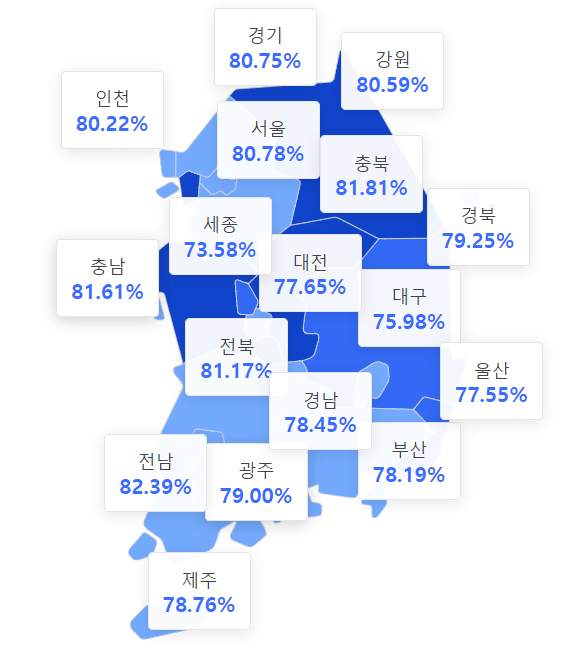 경기
80.75%
강원
80.59%
인천
80.22%
서울
80.78%
충북
81.81%
경북
79.25%
세종
73.58%
충남
81.61%
대전
77.65%
대구
75.98%
전북
81.17%
울산
77.55%
경남
78.45%
부산
78.19%
전남
82.39%
광주
79.00%
제주
78.76%